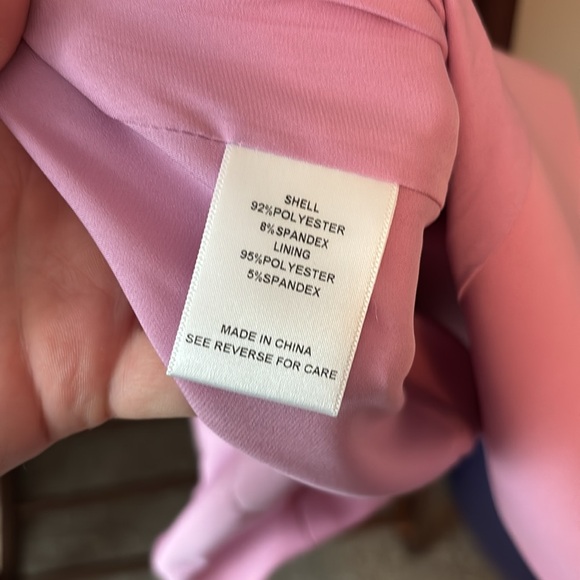 SHELL
92%POLYESTER
8%SPANDEX
LINING
95%POLYESTER
5%SPANDEX
MADE IN CHINA
SEE REVERSE FOR CARE